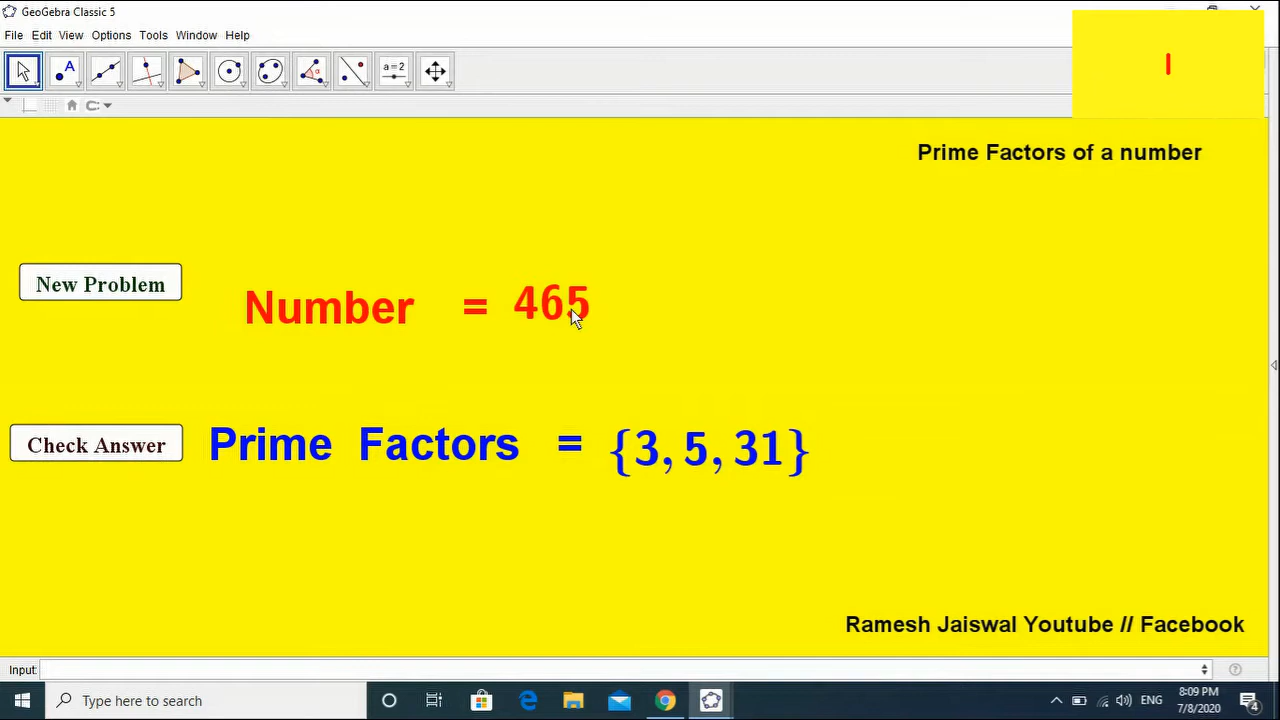 GeoGebra Classic 5
File Edit View Options Tools Window Help
A
a = 2
I
Prime Factors of a number
New Problem
Number = 465
Check Answer
Prime Factors = {3, 5, 31}
Ramesh Jaiswal Youtube // Facebook
Input:
Type here to search
ENG
8:09 PM
7/8/2020
4